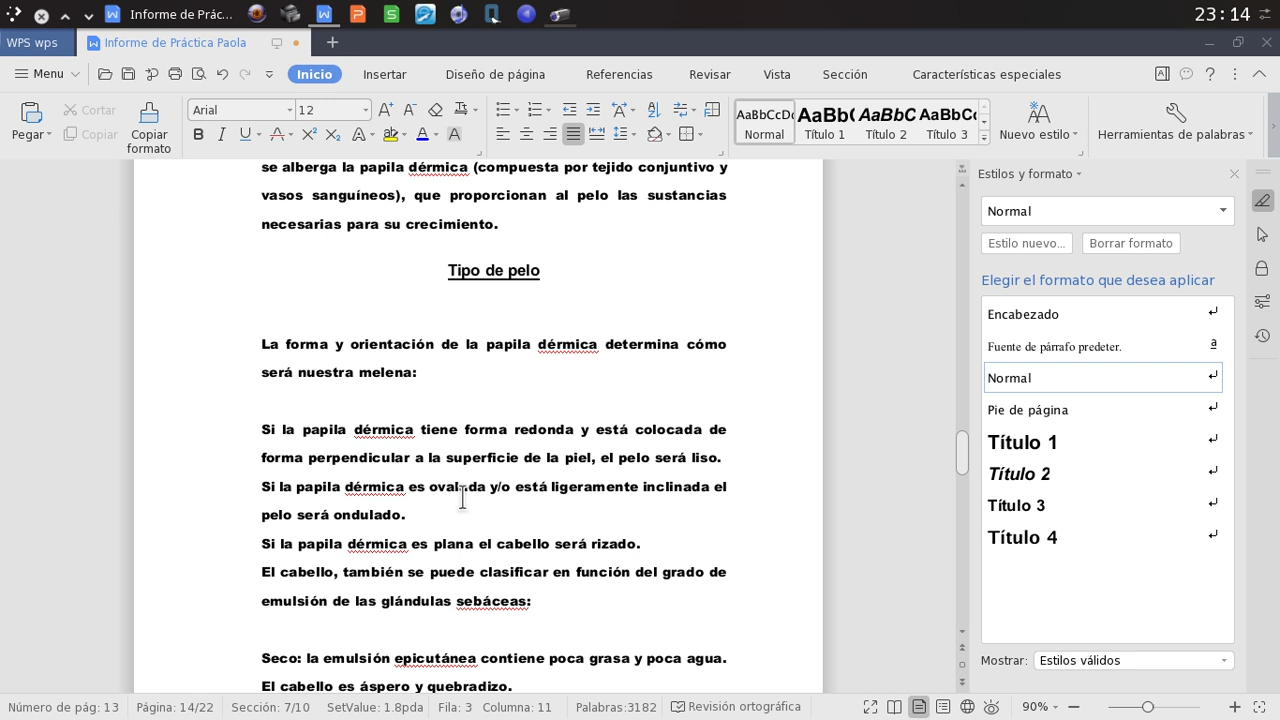 Informe de Prác...
23:14
WPS wps
Informe de Práctica Paola
Menu
Inicio
Insertar
Diseño de página
Referencias
Revisar
Vista
Sección
Características especiales
Pegar
Cortar
Copiar
Copiar formato
Arial
12
AaBbCcDd
Normal
AaBb(
Título 1
AaBbC
Título 2
AaBbCc
Título 3
Nuevo estilo
Herramientas de palabras
se alberga la papila dérmica (compuesta por tejido conjuntivo y
vasos sanguíneos), que proporcionan al pelo las sustancias
necesarias para su crecimiento.
Tipo de pelo
La forma y orientación de la papila dérmica determina cómo
será nuestra melena:
Si la papila dérmica tiene forma redonda y está colocada de
forma perpendicular a la superficie de la piel, el pelo será liso.
Si la papila dérmica es ovalada y/o está ligeramente inclinada el
pelo será ondulado.
Si la papila dérmica es plana el cabello será rizado.
El cabello, también se puede clasificar en función del grado de
emulsión de las glándulas sebáceas:
Seco: la emulsión epicutánea contiene poca grasa y poca agua.
El cabello es áspero y quebradizo.
Estilos y formato
Normal
Estilo nuevo...
Borrar formato
Elegir el formato que desea aplicar
Encabezado
Fuente de párrafo predeter.
a
Normal
Pie de página
Título 1
Título 2
Título 3
Título 4
Mostrar:
Estilos válidos
Número de pág: 13
Página: 14/22
Sección: 7/10
SetValue: 1.8pda
Fila: 3
Columna: 11
Palabras:3182
Revisión ortográfica
90%